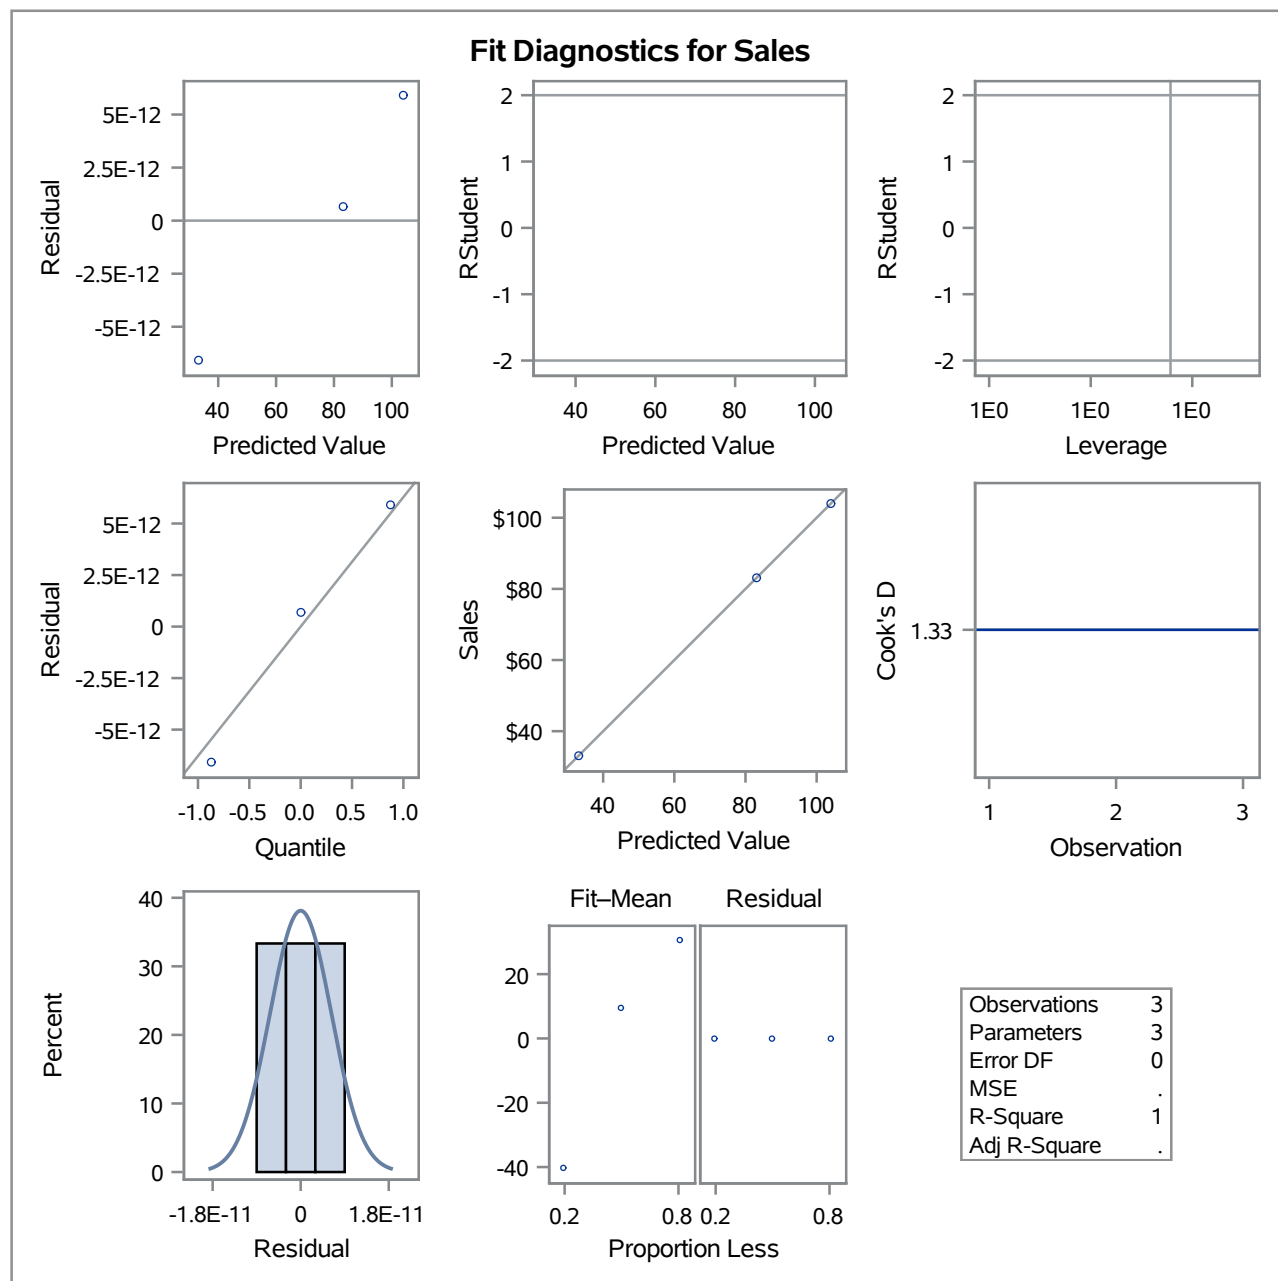 Fit Diagnostics for Sales
5E-12
2.5E-12
0
-2.5E-12
-5E-12
Residual
40 60 80 100
Predicted Value
2
1
0
-1
-2
RStudent
40 60 80 100
Predicted Value
2
1
0
-1
-2
RStudent
1E0 1E0 1E0
Leverage
5E-12
2.5E-12
0
-2.5E-12
-5E-12
Residual
-1.0 -0.5 0.0 0.5 1.0
Quantile
$100
$80
$60
$40
Sales
40 60 80 100
Predicted Value
Cook's D
1.33
1 2 3
Observation
40
30
20
10
0
Percent
-1.8E-11 0 1.8E-11
Residual
Fit–Mean Residual
20
0
-20
-40
0.2 0.8 0.2 0.8
Proportion Less
Observations 3
Parameters 3
Error DF 0
MSE .
R-Square 1
Adj R-Square .